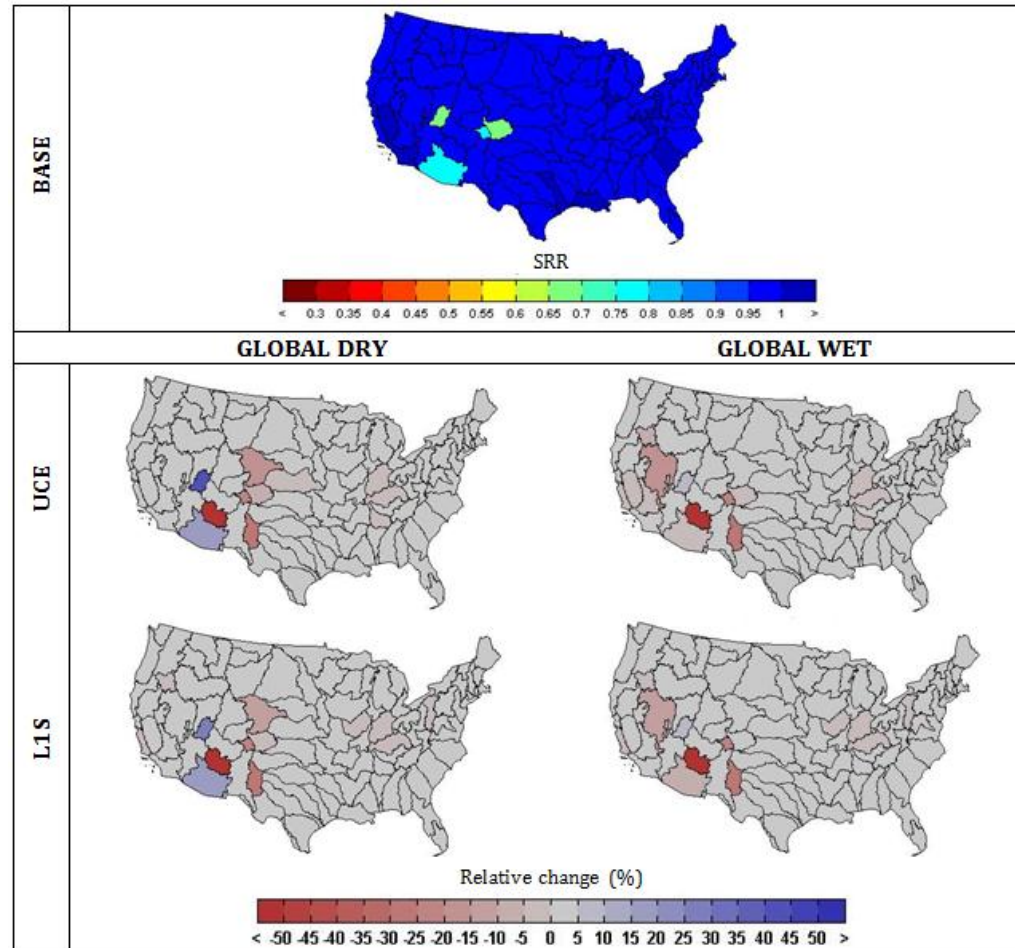 BASE
SRR
< 0.3 0.35 0.4 0.45 0.5 0.55 0.6 0.65 0.7 0.75 0.8 0.85 0.9 0.95 1 >
GLOBAL DRY GLOBAL WET
UCE
L1S
Relative change (%)
< -50 -45 -40 -35 -30 -25 -20 -15 -10 -5 0 5 10 15 20 25 30 35 40 45 50 >